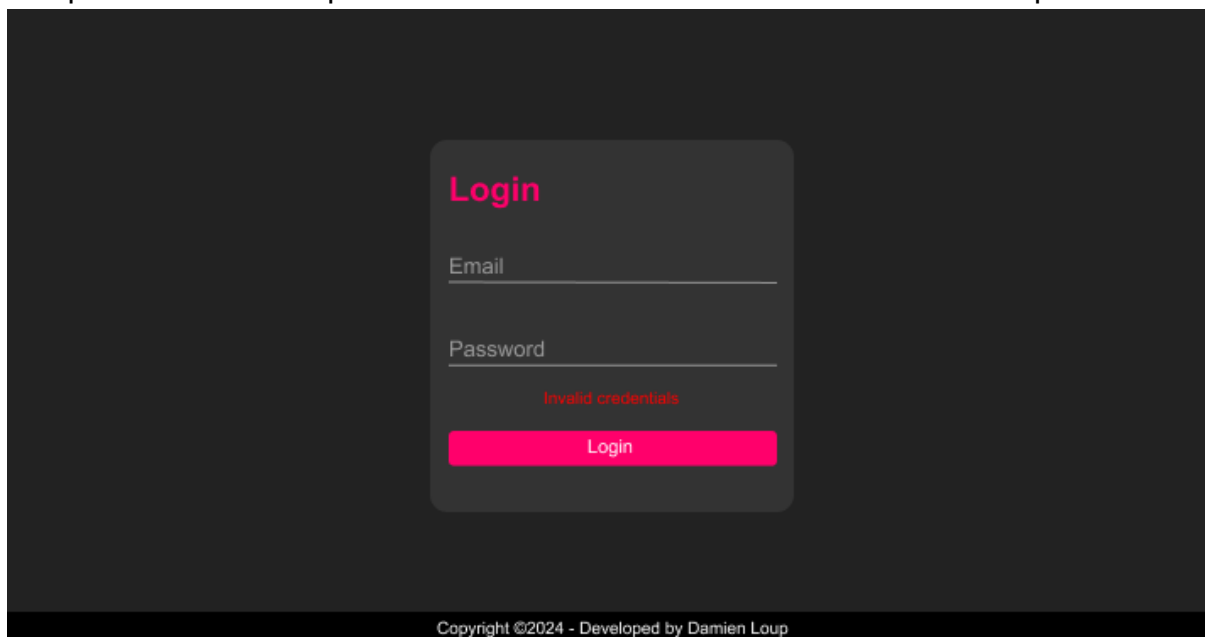 Login
Email
Password
Invalid credentials
Login
Copyright ©2024 - Developed by Damien Loup